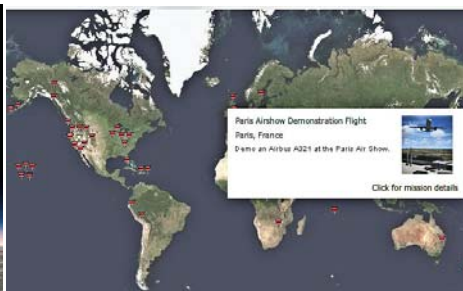 Paris Airshow Demonstration Flight
Paris, France
Demo an Airbus A321 at the Paris Air Show.
Click for mission details